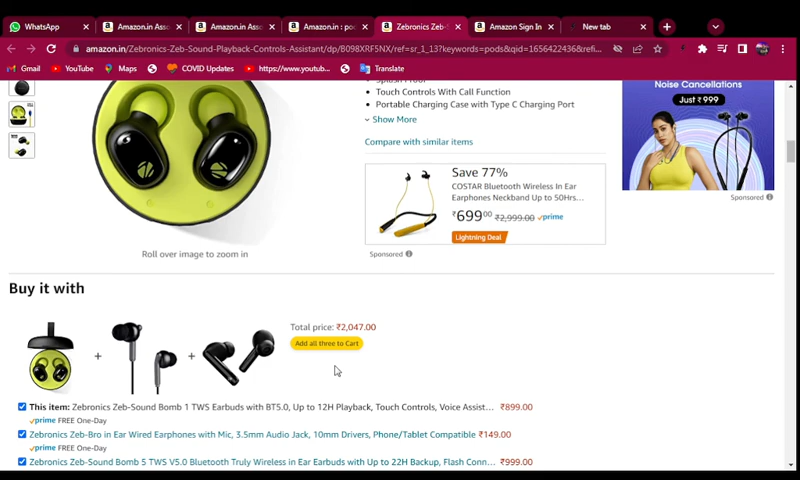 WhatsApp
Amazon.in Asso
Amazon.in Asso
Amazon.in : poe
Zebronics Zeb-S
Amazon Sign In
New tab
amazon.in/Zebronics-Zeb-Sound-Playback-Controls-Assistant/dp/B098XRF5NX/ref=sr_1_13?keywords=pods&qid=1656422436&refi...
Gmail
YouTube
Maps
COVID Updates
https://www.youtub...
Translate
Splash Proof
Touch Controls With Call Function
Portable Charging Case with Type C Charging Port
Show More
Compare with similar items
Save 77%
COSTAR Bluetooth Wireless In Ear
Earphones Neckband Up to 50Hrs...
₹699⁰⁰ ₹2,999.00 prime
Lightning Deal
Sponsored
Noise Cancellations
Just ₹ 999
Sponsored
Roll over image to zoom in
Buy it with
Total price: ₹2,047.00
Add all three to Cart
This item: Zebronics Zeb-Sound Bomb 1 TWS Earbuds with BT5.0, Up to 12H Playback, Touch Controls, Voice Assist... ₹899.00
prime FREE One-Day
Zebronics Zeb-Bro in Ear Wired Earphones with Mic, 3.5mm Audio Jack, 10mm Drivers, Phone/Tablet Compatible ₹149.00
prime FREE One-Day
Zebronics Zeb-Sound Bomb 5 TWS V5.0 Bluetooth Truly Wireless in Ear Earbuds with Up to 22H Backup, Flash Conn... ₹999.00